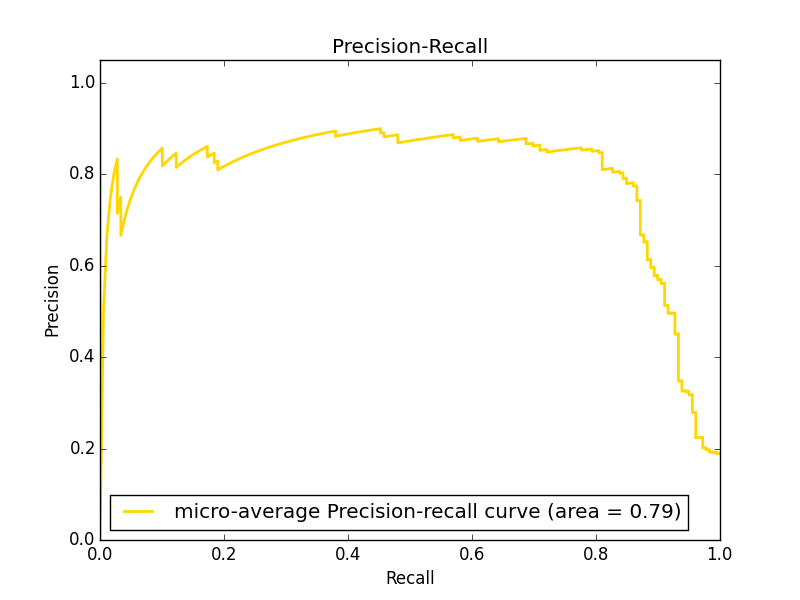 Precision-Recall
1.0
0.8
0.6
0.4
0.2
0.0
Precision
micro-average Precision-recall curve (area = 0.79)
0.0 0.2 0.4 0.6 0.8 1.0
Recall